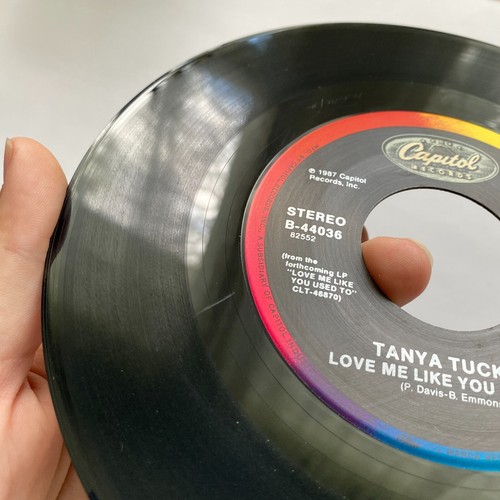 Capitol
RECORDS
℗ 1987 Capitol
Records, Inc.
STEREO
B-44036
82552
(from the
forthcoming LP
"LOVE ME LIKE
YOU USED TO"
CLT-46870)
TANYA TUCK
LOVE ME LIKE YOU
(P. Davis-B. Emmons